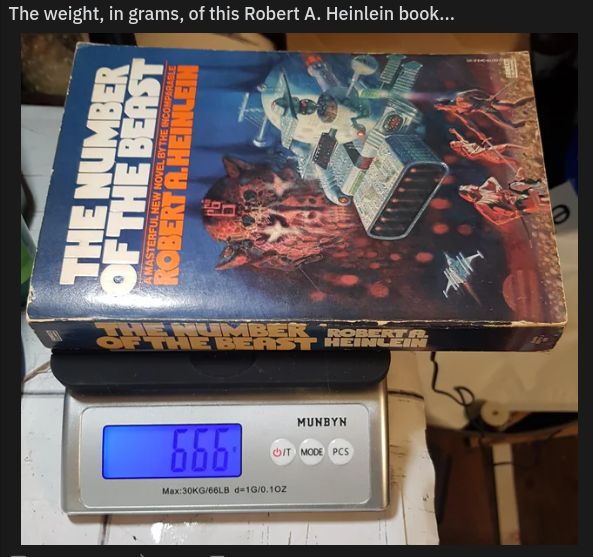 The weight, in grams, of this Robert A. Heinlein book...
THE NUMBER
OF THE BEAST
A MASTERFUL NEW NOVEL BY THE INCOMPARABLE
ROBERT A. HEINLEIN
THE NUMBER
OF THE BEAST
ROBERT A.
HEINLEIN
MUNBYN
666
/T MODE PCS
Max:30KG/66LB d=1G/0.1OZ